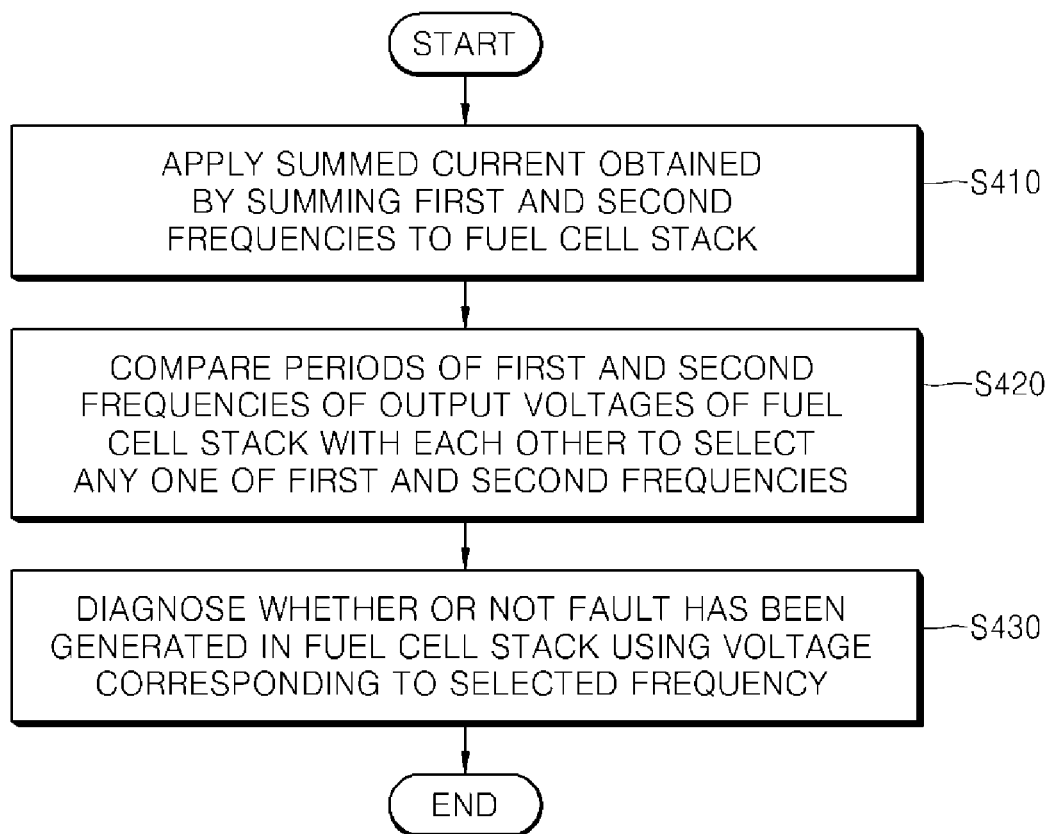 START
APPLY SUMMED CURRENT OBTAINED
BY SUMMING FIRST AND SECOND
FREQUENCIES TO FUEL CELL STACK
S410
COMPARE PERIODS OF FIRST AND SECOND
FREQUENCIES OF OUTPUT VOLTAGES OF FUEL
CELL STACK WITH EACH OTHER TO SELECT
ANY ONE OF FIRST AND SECOND FREQUENCIES
S420
DIAGNOSE WHETHER OR NOT FAULT HAS BEEN
GENERATED IN FUEL CELL STACK USING VOLTAGE
CORRESPONDING TO SELECTED FREQUENCY
S430
END